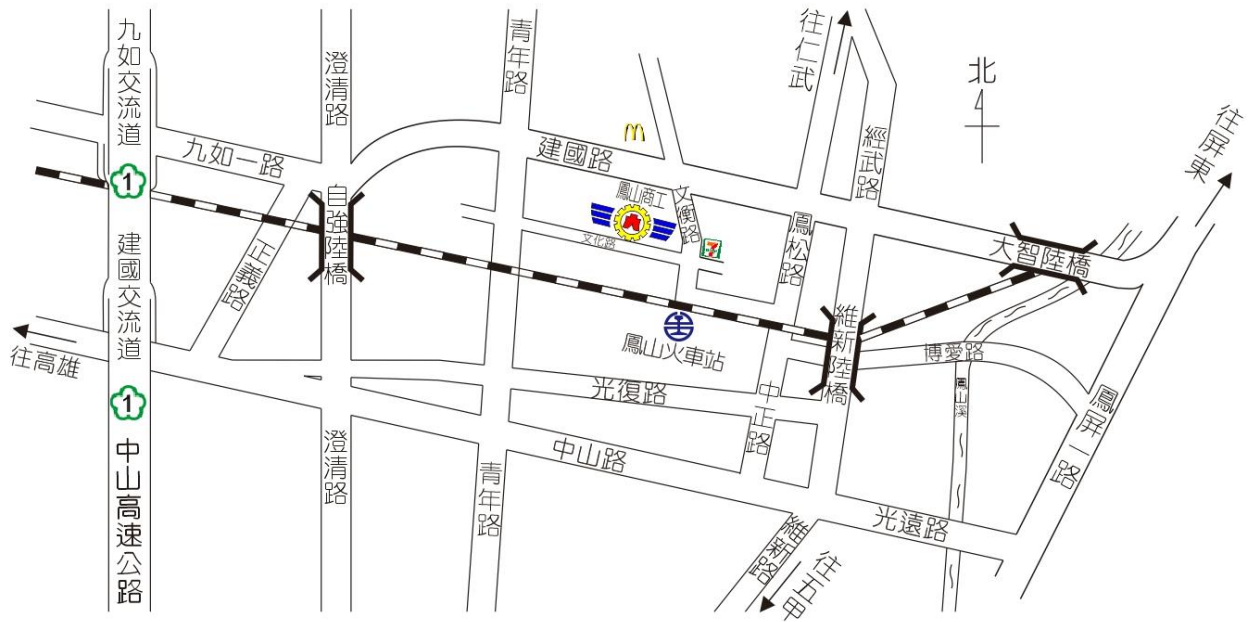 九如交流道
1
建國交流道
1
中山高速公路
往高雄
九如一路
正義路
澄清路
自強陸橋
澄清路
青年路
青年路
建國路
鳳山商工
文化路
文衡路
7
鳳山火車站
光復路
中山路
往仁武
經武路
鳳松路
維新陸橋
中正路
維新路
往五甲
北
往屏東
大智陸橋
博愛路
鳳山溪
鳳屏一路
光遠路